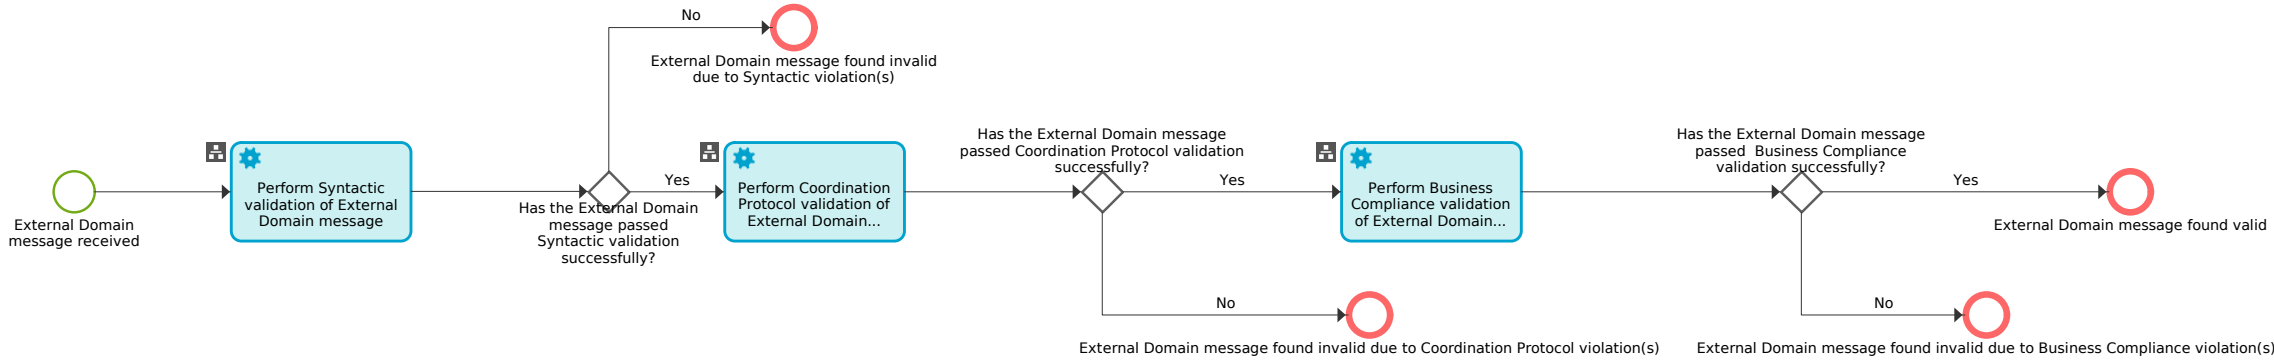 No
External Domain message found invalid
due to Syntactic violation(s)
External Domain
message received
Perform Syntactic
validation of External
Domain message
Has the External Domain
message passed
Syntactic validation
successfully?
Yes
Perform Coordination
Protocol validation of
External Domain...
Has the External Domain message
passed Coordination Protocol validation
successfully?
Yes
No
External Domain message found invalid due to Coordination Protocol violation(s)
Perform Business
Compliance validation
of External Domain...
Has the External Domain message
passed  Business Compliance
validation successfully?
Yes
External Domain message found valid
No
External Domain message found invalid due to Business Compliance violation(s)